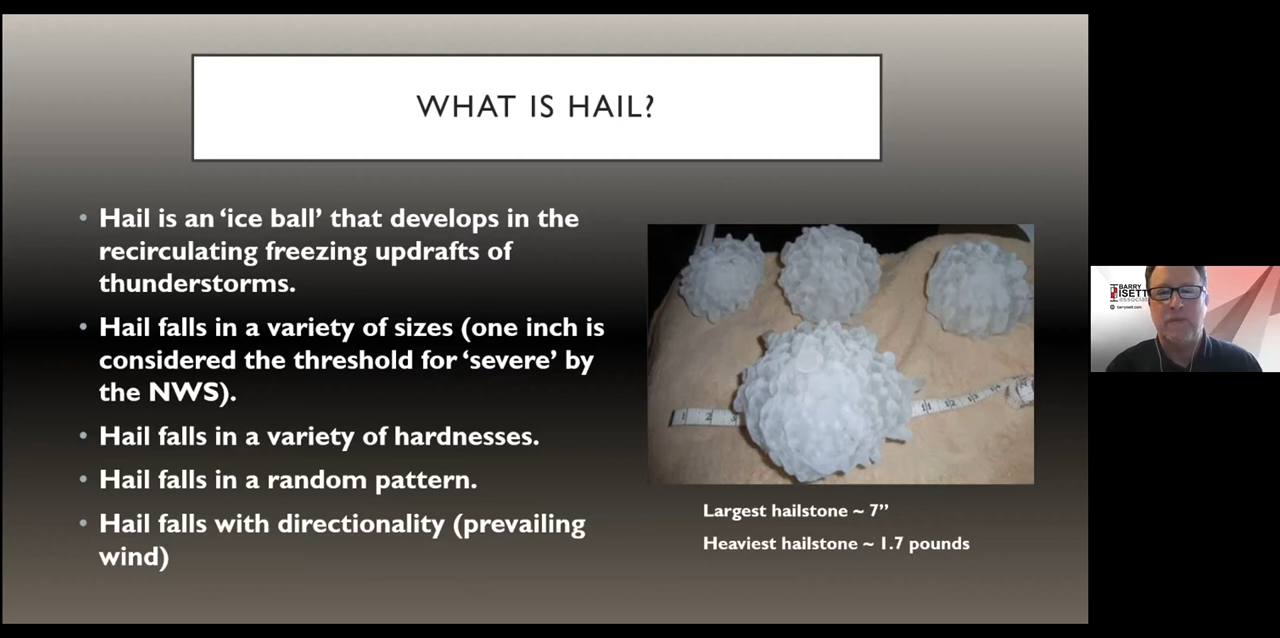 WHAT IS HAIL?
• Hail is an ‘ice ball’ that develops in the
recirculating freezing updrafts of
thunderstorms.
• Hail falls in a variety of sizes (one inch is
considered the threshold for ‘severe’ by
the NWS).
• Hail falls in a variety of hardnesses.
• Hail falls in a random pattern.
• Hail falls with directionality (prevailing
wind)
Largest hailstone ~ 7”
Heaviest hailstone ~ 1.7 pounds
BARRY
ISETT